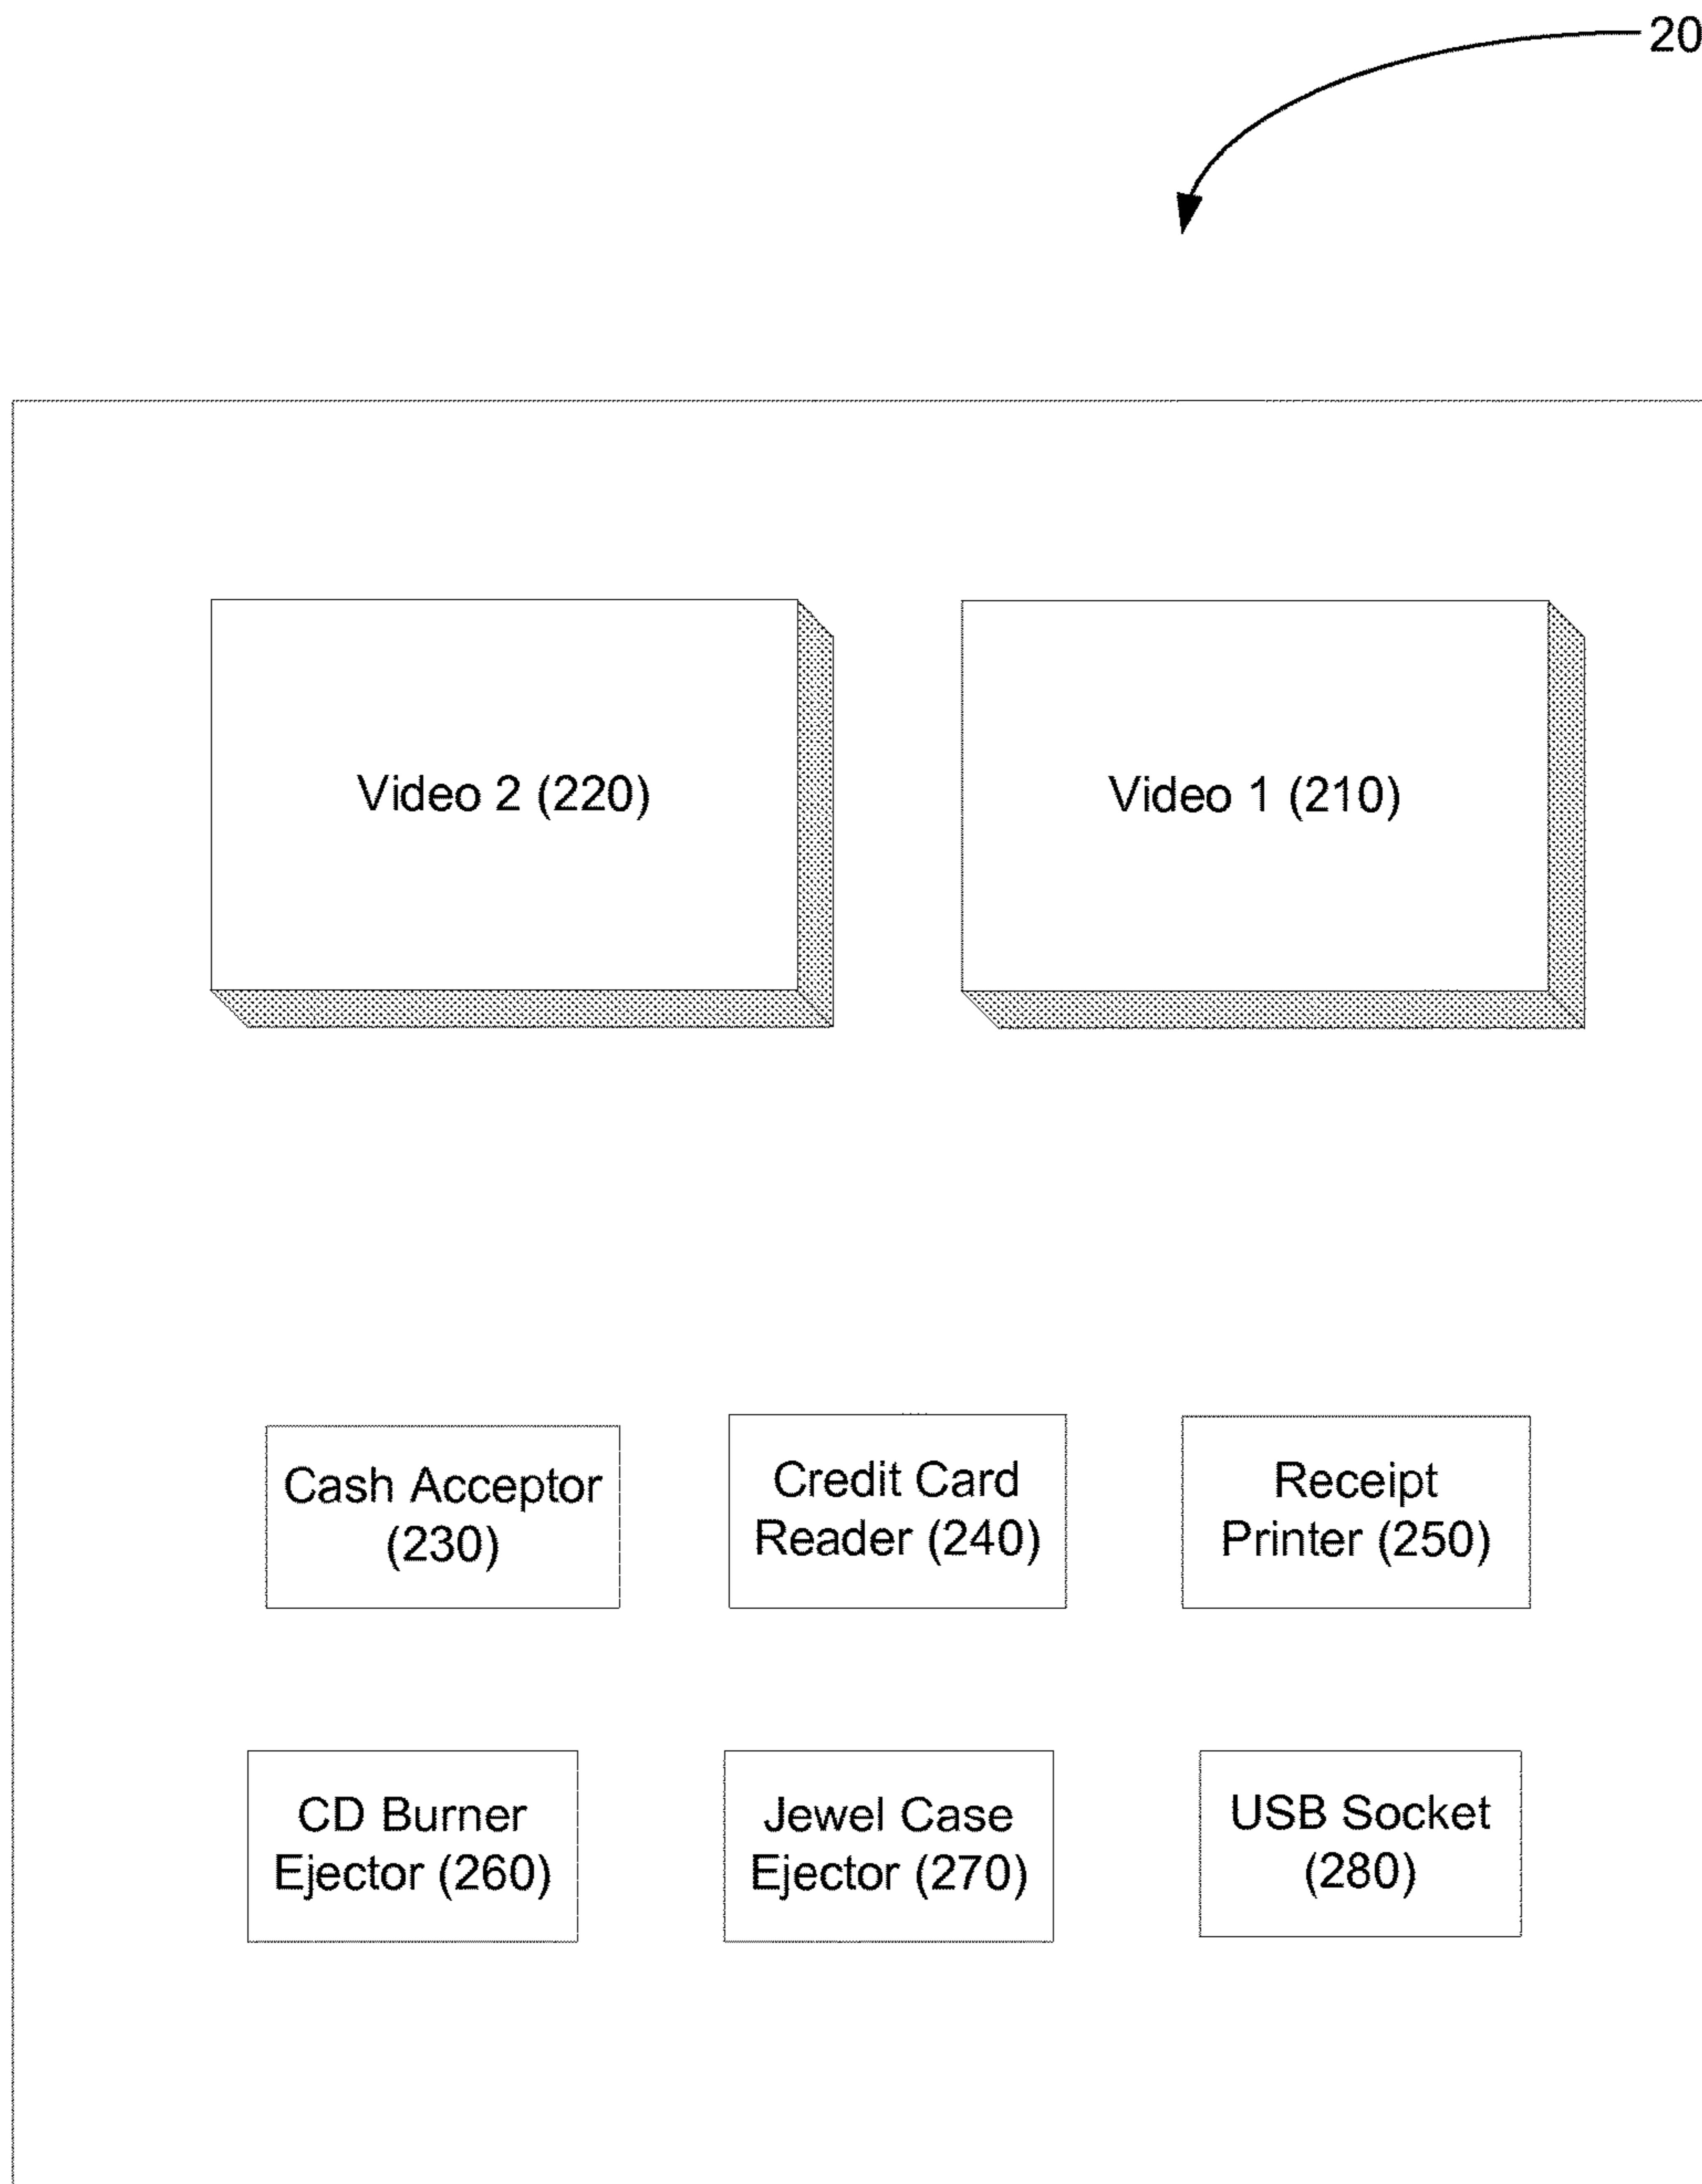 20
Video 2 (220)
Video 1 (210)
Cash Acceptor
(230)
Credit Card
Reader (240)
Receipt
Printer (250)
CD Burner
Ejector (260)
Jewel Case
Ejector (270)
USB Socket
(280)